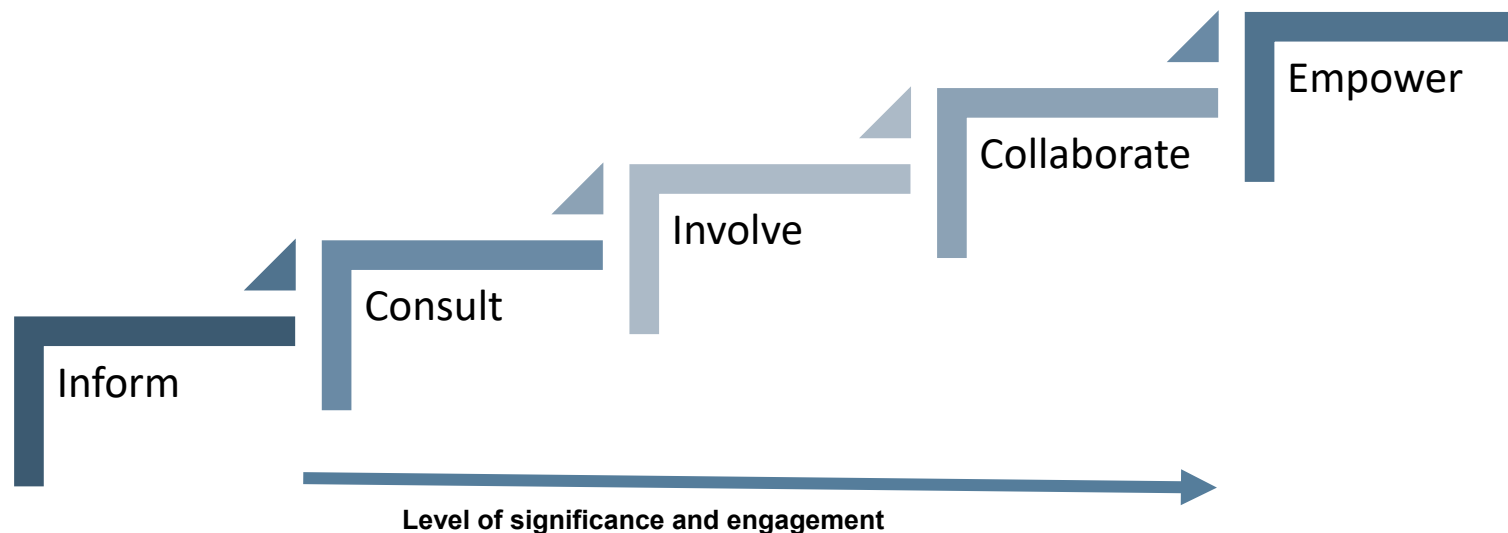 Inform
Consult
Involve
Collaborate
Empower
Level of significance and engagement